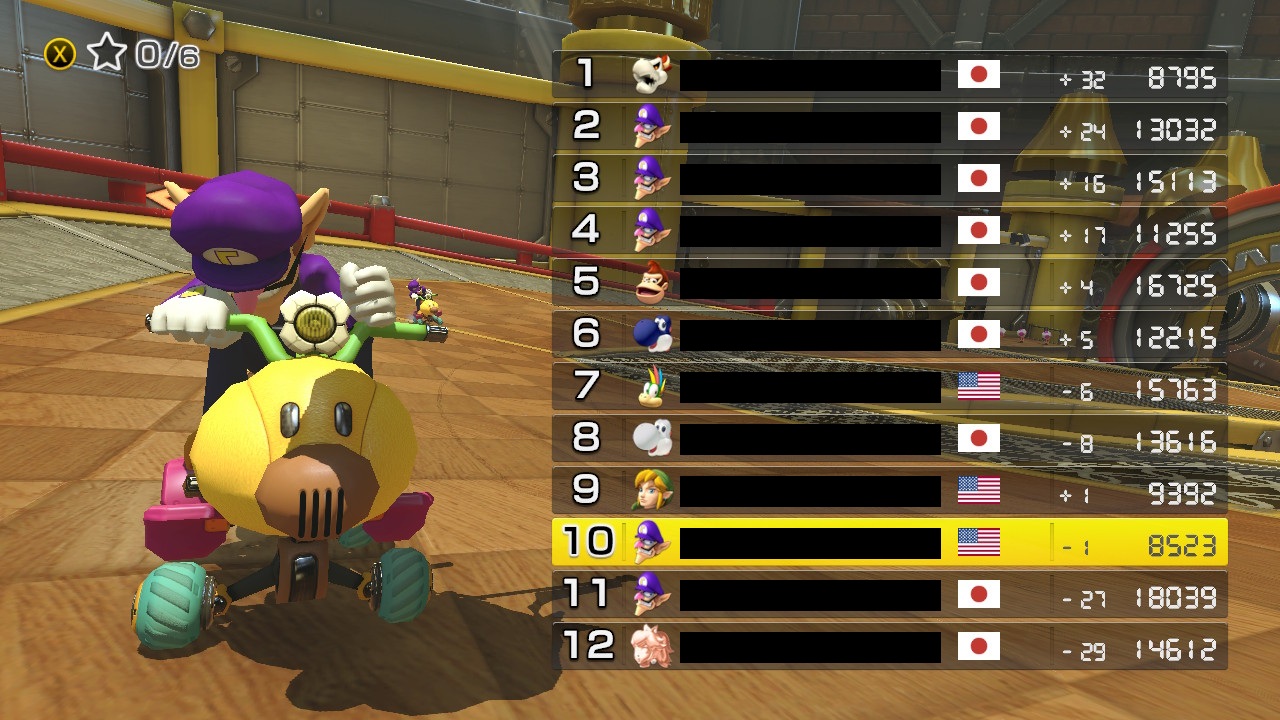 X 0/6
1 + 32 8795
2 + 24 13032
3 + 16 15113
4 + 17 11255
5 + 4 16725
6 + 5 12215
7 - 6 15763
8 - 8 13616
9 + 1 9392
10 - 1 8523
11 - 27 18039
12 - 29 14612